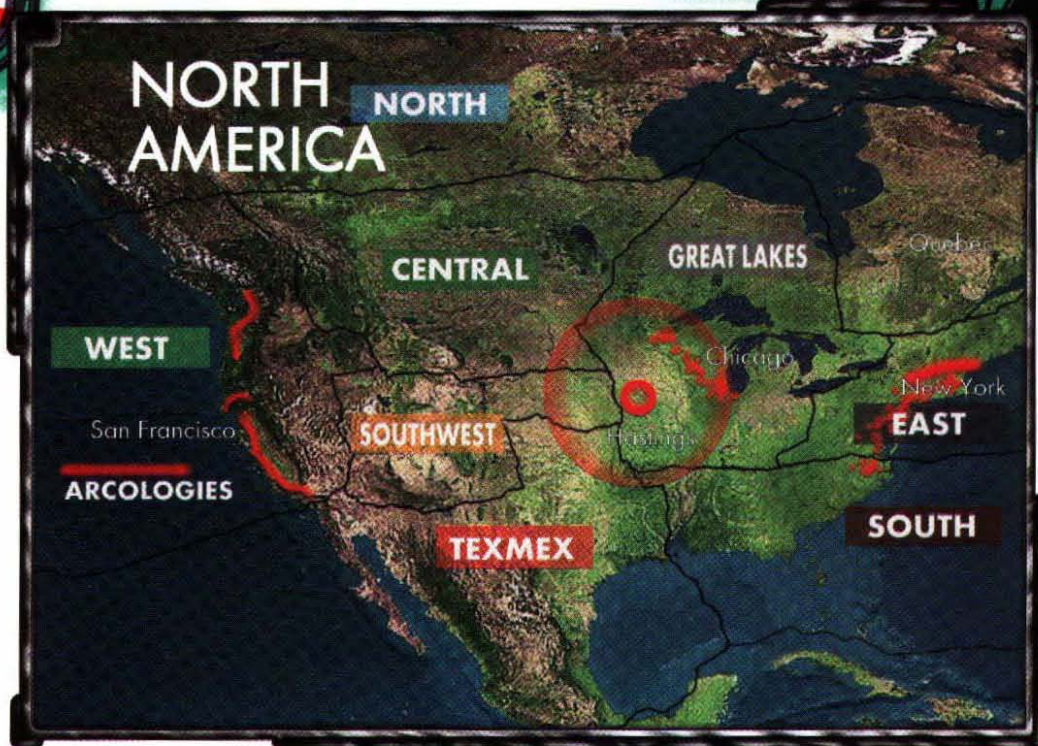 NORTH
AMERICA
NORTH
CENTRAL
GREAT LAKES
Quebec
WEST
Chicago
New York
San Francisco
SOUTHWEST
Hastings
EAST
ARCOLOGIES
SOUTH
TEXMEX